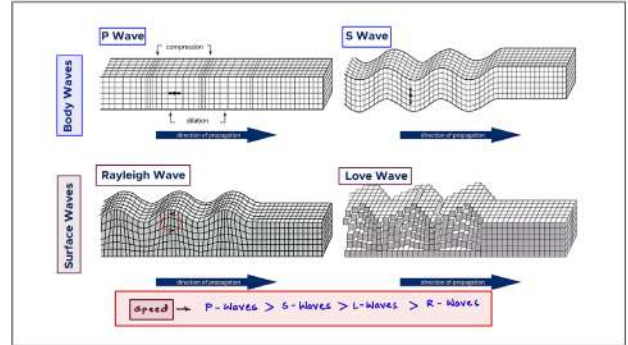 P Wave
S Wave
compression
Body Waves
dilation
direction of propagation
direction of propagation
Rayleigh Wave
Love Wave
Surface Waves
direction of propagation
direction of propagation
Speed → P-Waves > S-Waves > L-Waves > R-Waves